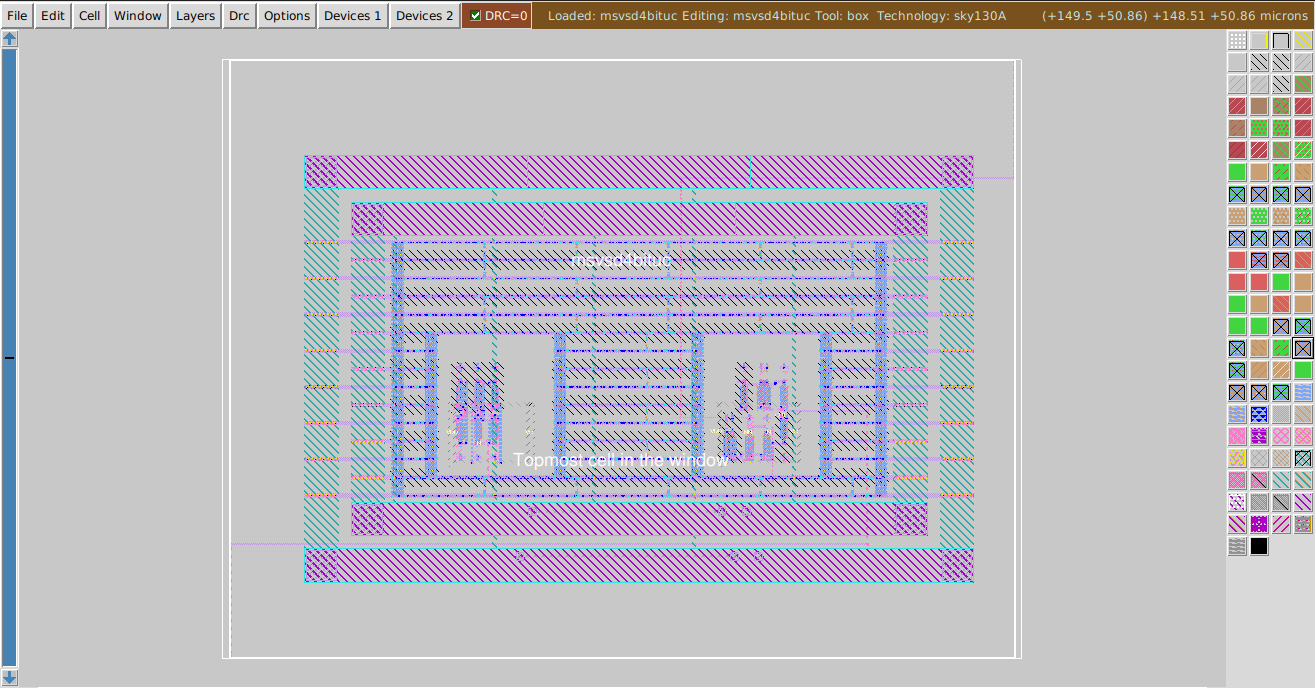 File Edit Cell Window Layers Drc Options Devices 1 Devices 2 DRC=0 Loaded: msvsd4bituc Editing: msvsd4bituc Tool: box Technology: sky130A (+149.5 +50.86) +148.51 +50.86 microns
msvsd4bituc
Topmost cell in the window